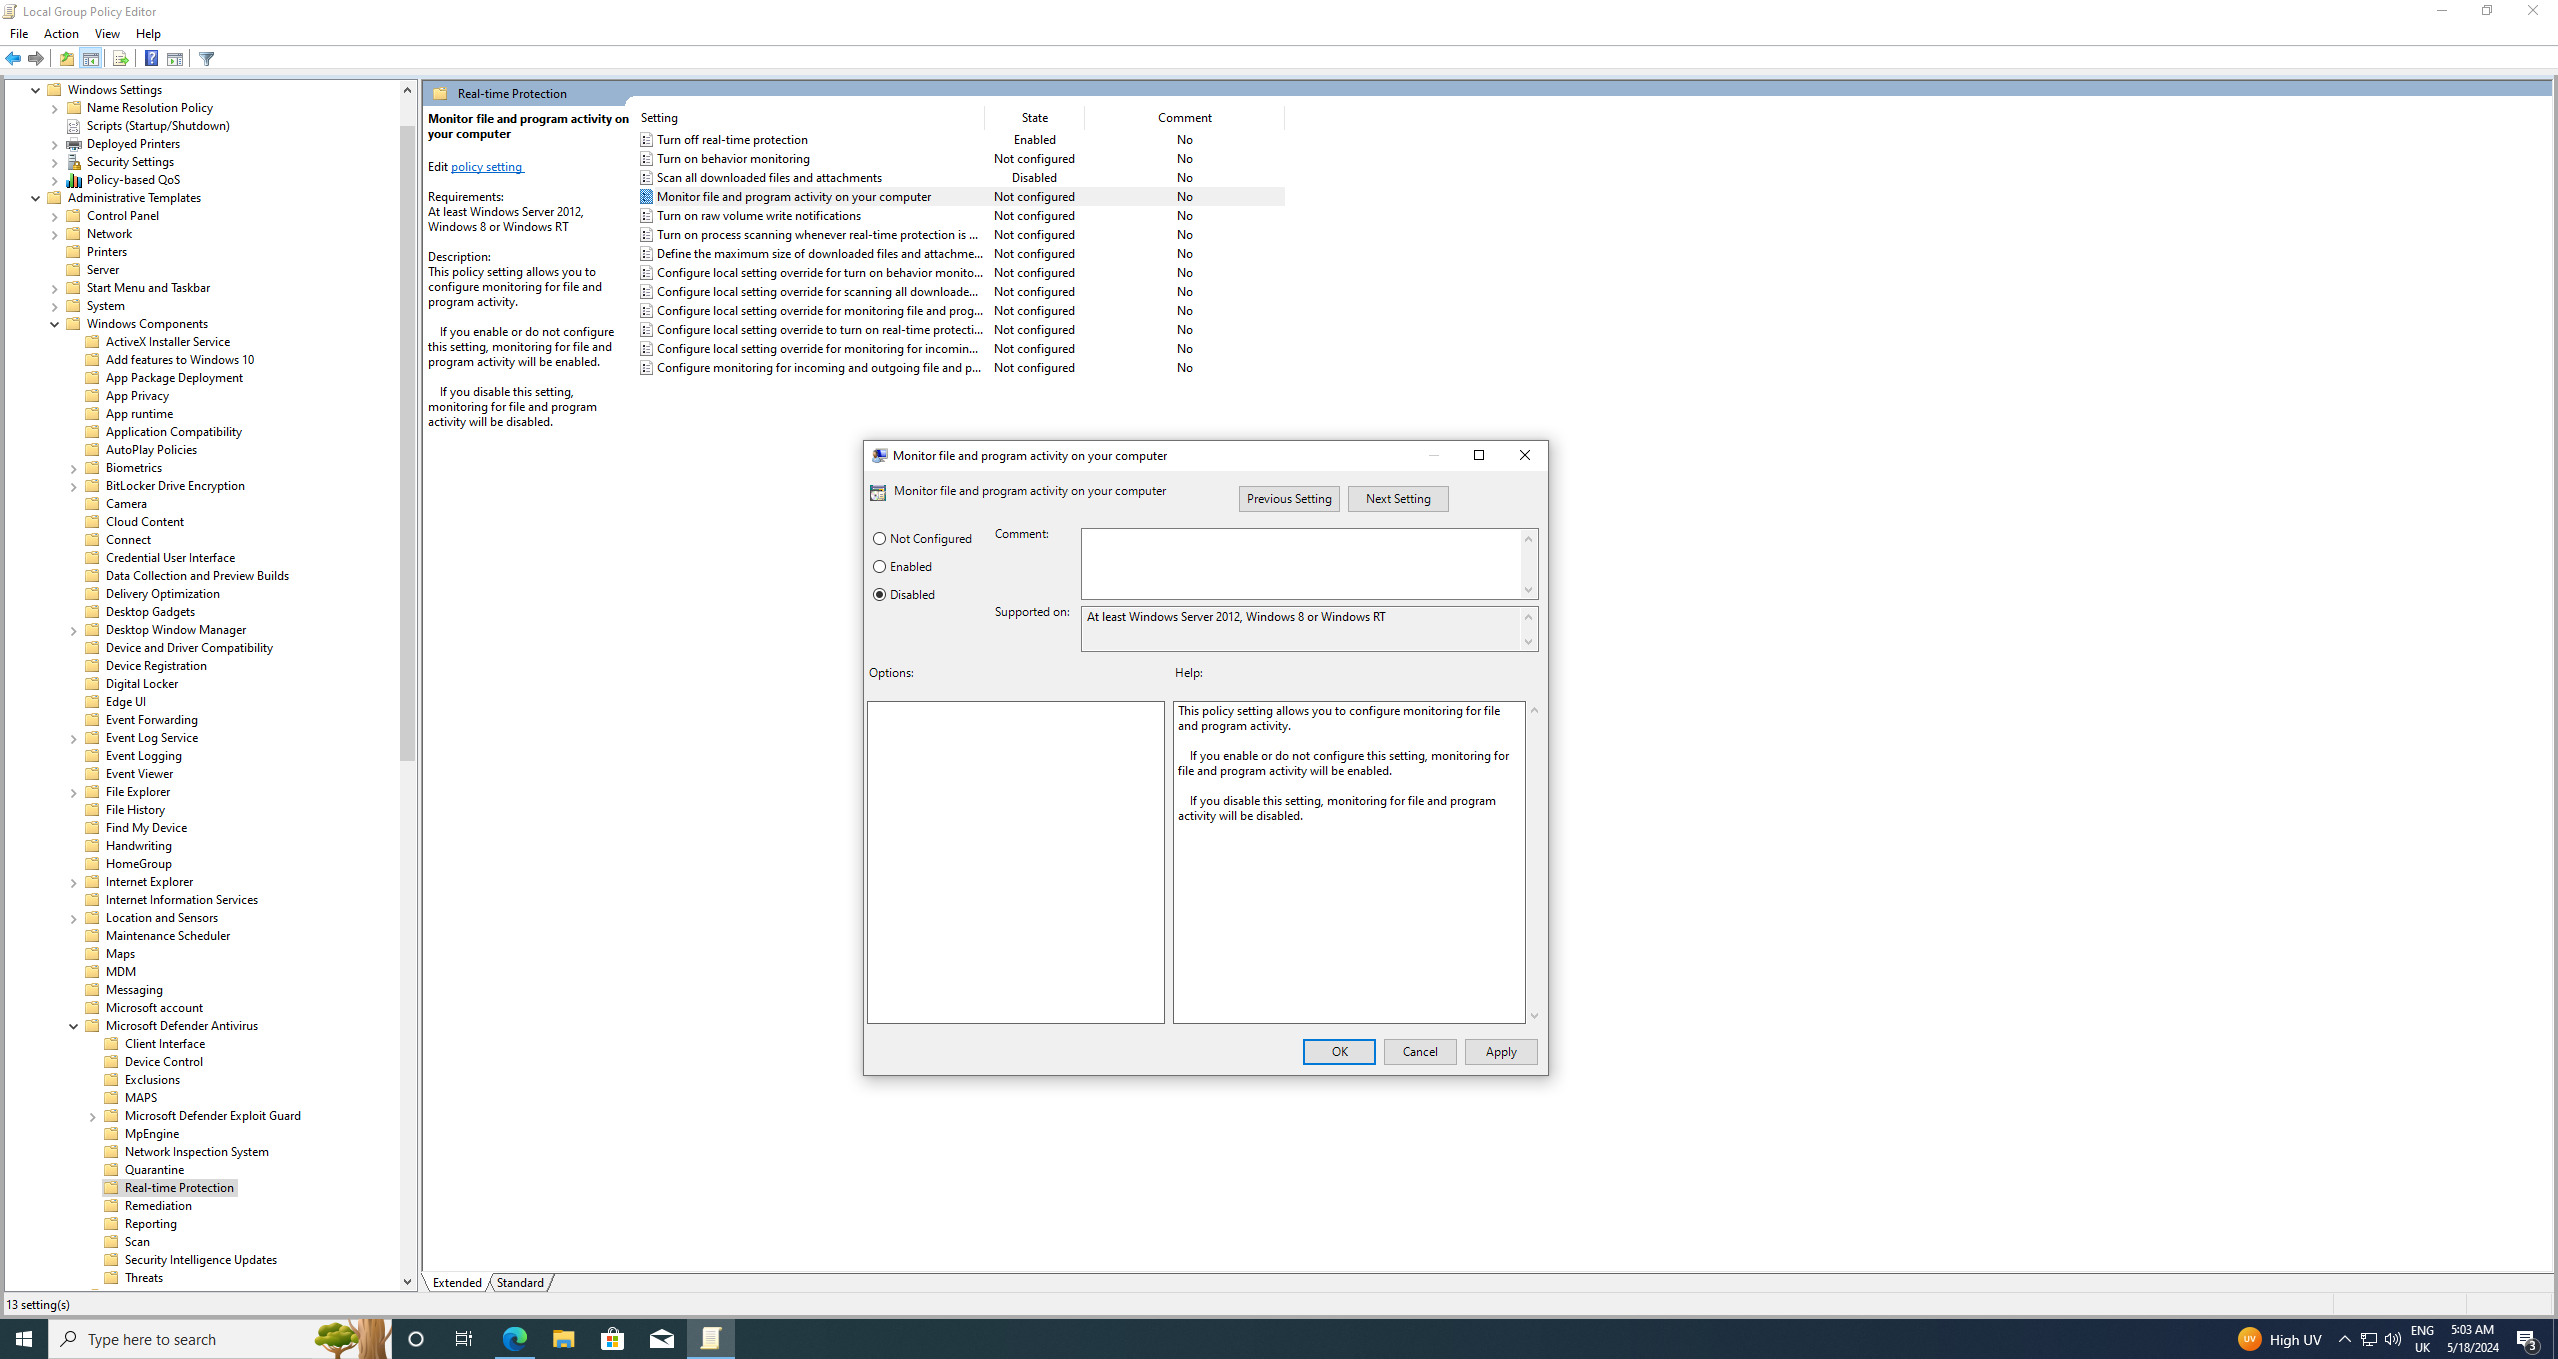 Local Group Policy Editor
File Action View Help
Windows Settings
Name Resolution Policy
Scripts (Startup/Shutdown)
Deployed Printers
Security Settings
Policy-based QoS
Administrative Templates
Control Panel
Network
Printers
Server
Start Menu and Taskbar
System
Windows Components
ActiveX Installer Service
Add features to Windows 10
App Package Deployment
App Privacy
App runtime
Application Compatibility
AutoPlay Policies
Biometrics
BitLocker Drive Encryption
Camera
Cloud Content
Connect
Credential User Interface
Data Collection and Preview Builds
Delivery Optimization
Desktop Gadgets
Desktop Window Manager
Device and Driver Compatibility
Device Registration
Digital Locker
Edge UI
Event Forwarding
Event Log Service
Event Logging
Event Viewer
File Explorer
File History
Find My Device
Handwriting
HomeGroup
Internet Explorer
Internet Information Services
Location and Sensors
Maintenance Scheduler
Maps
MDM
Messaging
Microsoft account
Microsoft Defender Antivirus
Client Interface
Device Control
Exclusions
MAPS
Microsoft Defender Exploit Guard
MpEngine
Network Inspection System
Quarantine
Real-time Protection
Remediation
Reporting
Scan
Security Intelligence Updates
Threats
Real-time Protection
Monitor file and program activity on
your computer
Edit policy setting
Requirements:
At least Windows Server 2012,
Windows 8 or Windows RT
Description:
This policy setting allows you to
configure monitoring for file and
program activity.
If you enable or do not configure
this setting, monitoring for file and
program activity will be enabled.
If you disable this setting,
monitoring for file and program
activity will be disabled.
Setting State Comment
Turn off real-time protection Enabled No
Turn on behavior monitoring Not configured No
Scan all downloaded files and attachments Disabled No
Monitor file and program activity on your computer Not configured No
Turn on raw volume write notifications Not configured No
Turn on process scanning whenever real-time protection is ... Not configured No
Define the maximum size of downloaded files and attachme... Not configured No
Configure local setting override for turn on behavior monito... Not configured No
Configure local setting override for scanning all downloade... Not configured No
Configure local setting override for monitoring file and prog... Not configured No
Configure local setting override to turn on real-time protecti... Not configured No
Configure local setting override for monitoring for incomin... Not configured No
Configure monitoring for incoming and outgoing file and p... Not configured No
Monitor file and program activity on your computer
Monitor file and program activity on your computer
Previous Setting Next Setting
Not Configured
Enabled
Disabled
Comment:
Supported on:
At least Windows Server 2012, Windows 8 or Windows RT
Options:
Help:
This policy setting allows you to configure monitoring for file
and program activity.
If you enable or do not configure this setting, monitoring for
file and program activity will be enabled.
If you disable this setting, monitoring for file and program
activity will be disabled.
OK Cancel Apply
Extended Standard
13 setting(s)
Type here to search
UV High UV
ENG
UK
5:03 AM
5/18/2024
3